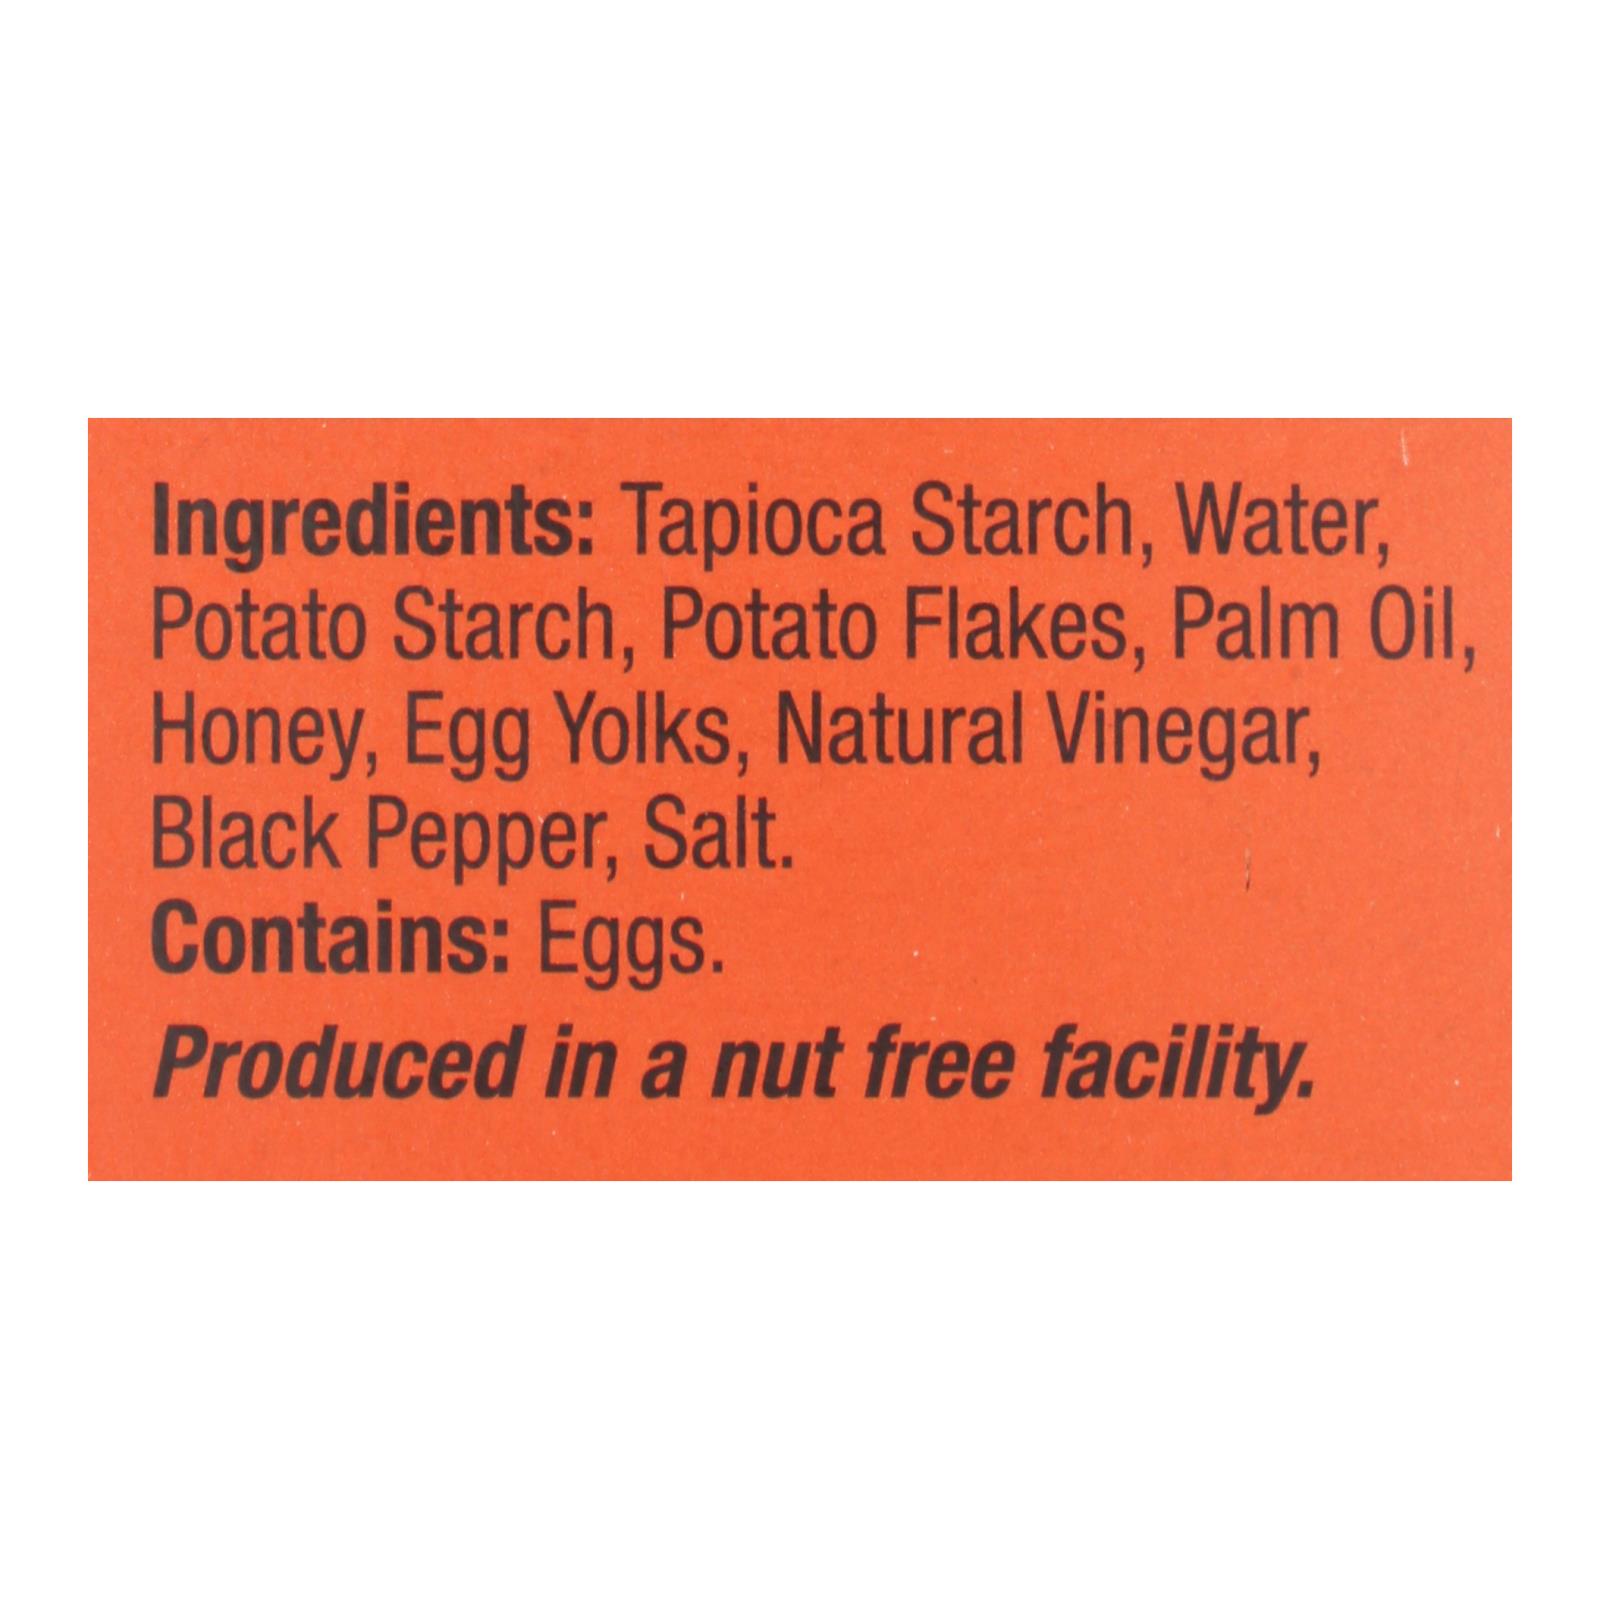 Ingredients: Tapioca Starch, Water,
Potato Starch, Potato Flakes, Palm Oil,
Honey, Egg Yolks, Natural Vinegar,
Black Pepper, Salt.
Contains: Eggs.
Produced in a nut free facility.